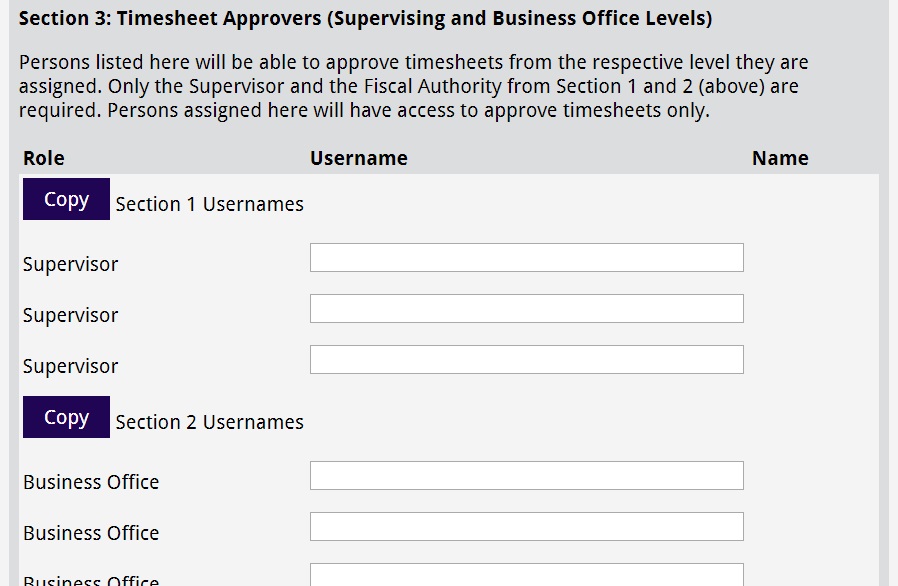 Section 3: Timesheet Approvers (Supervising and Business Office Levels)
Persons listed here will be able to approve timesheets from the respective level they are
assigned. Only the Supervisor and the Fiscal Authority from Section 1 and 2 (above) are
required. Persons assigned here will have access to approve timesheets only.
Role Username Name
Copy Section 1 Usernames
Supervisor
Supervisor
Supervisor
Copy Section 2 Usernames
Business Office
Business Office
Business Office